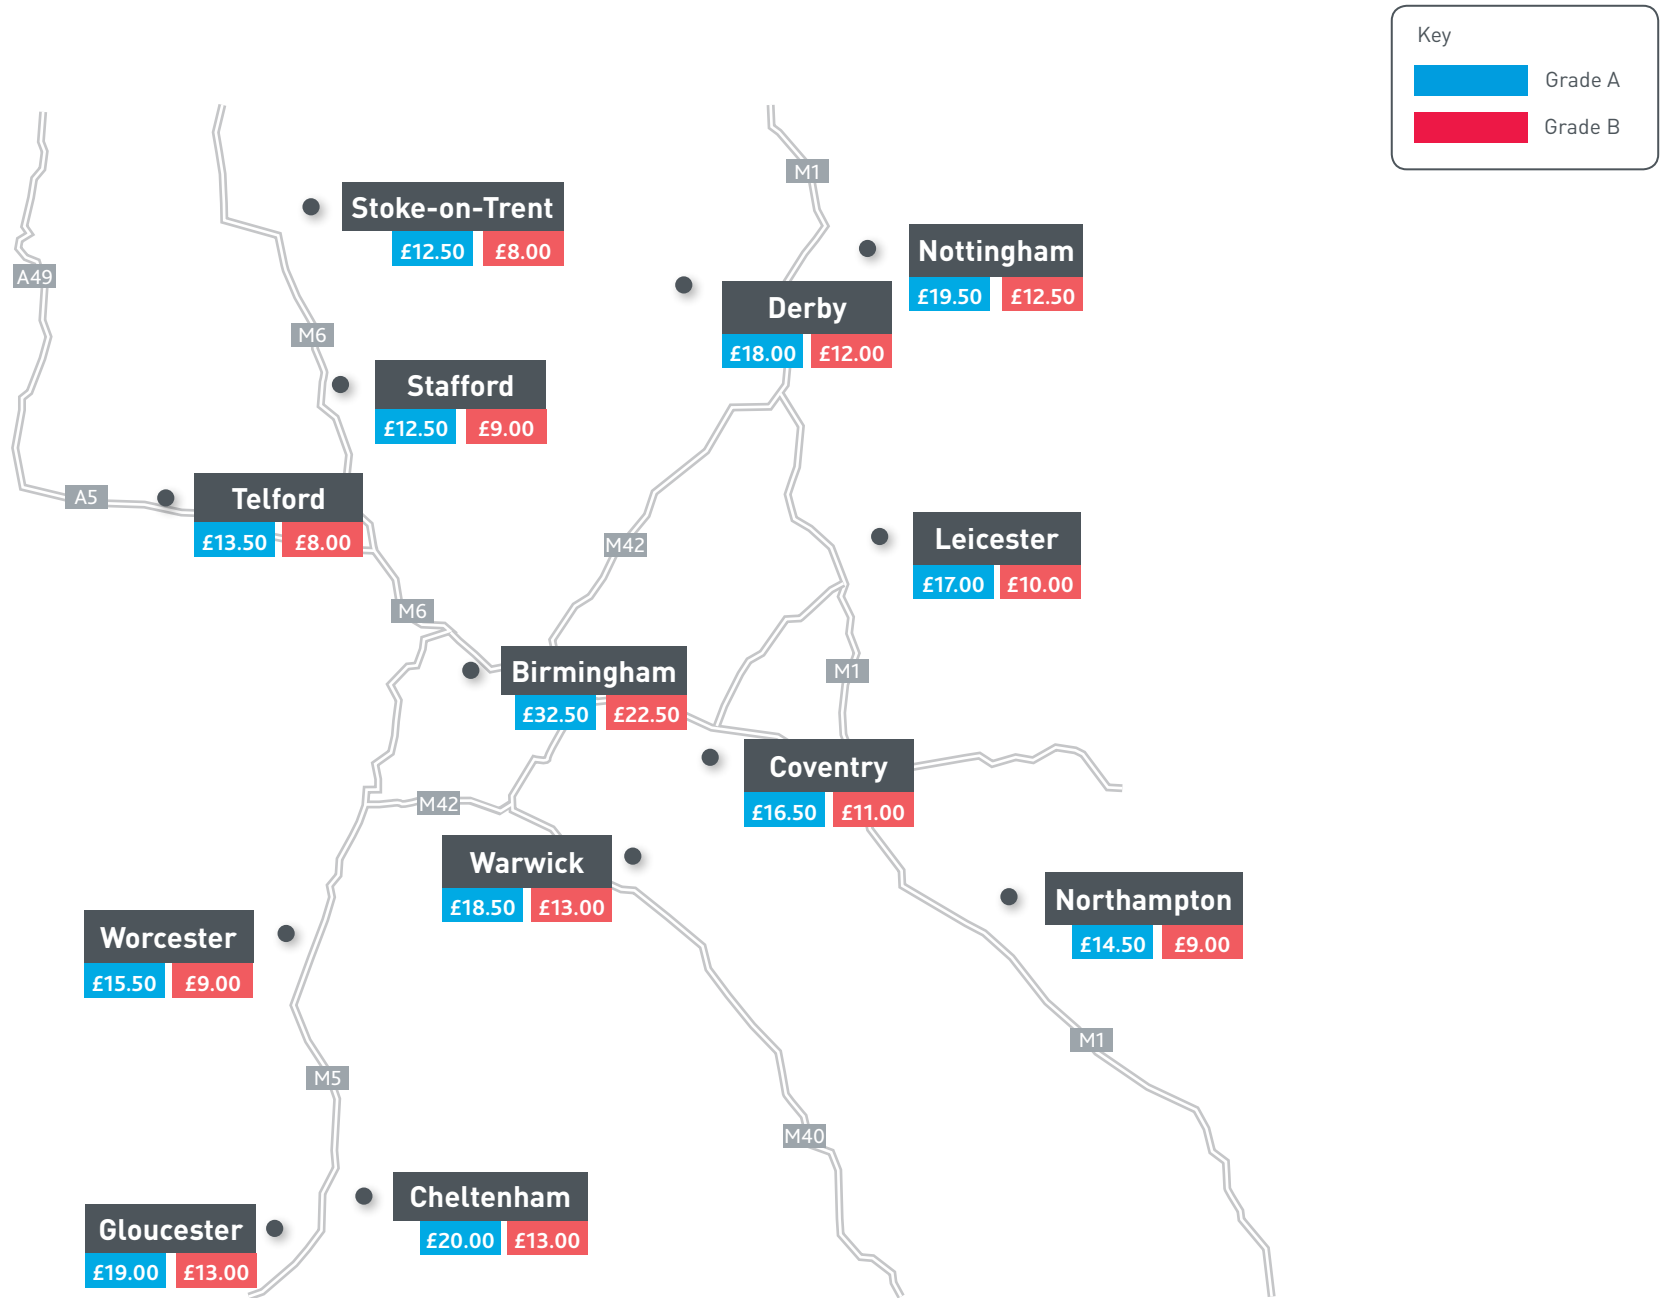 Key
Grade A
Grade B
M1
Stoke-on-Trent
£12.50 £8.00
Nottingham
£19.50 £12.50
A49
Derby
£18.00 £12.00
M6
Stafford
£12.50 £9.00
A5
Telford
£13.50 £8.00
M42
Leicester
£17.00 £10.00
M6
Birmingham
£32.50 £22.50
M1
Coventry
£16.50 £11.00
M42
Warwick
£18.50 £13.00
Northampton
£14.50 £9.00
Worcester
£15.50 £9.00
M1
M5
M40
Cheltenham
£20.00 £13.00
Gloucester
£19.00 £13.00